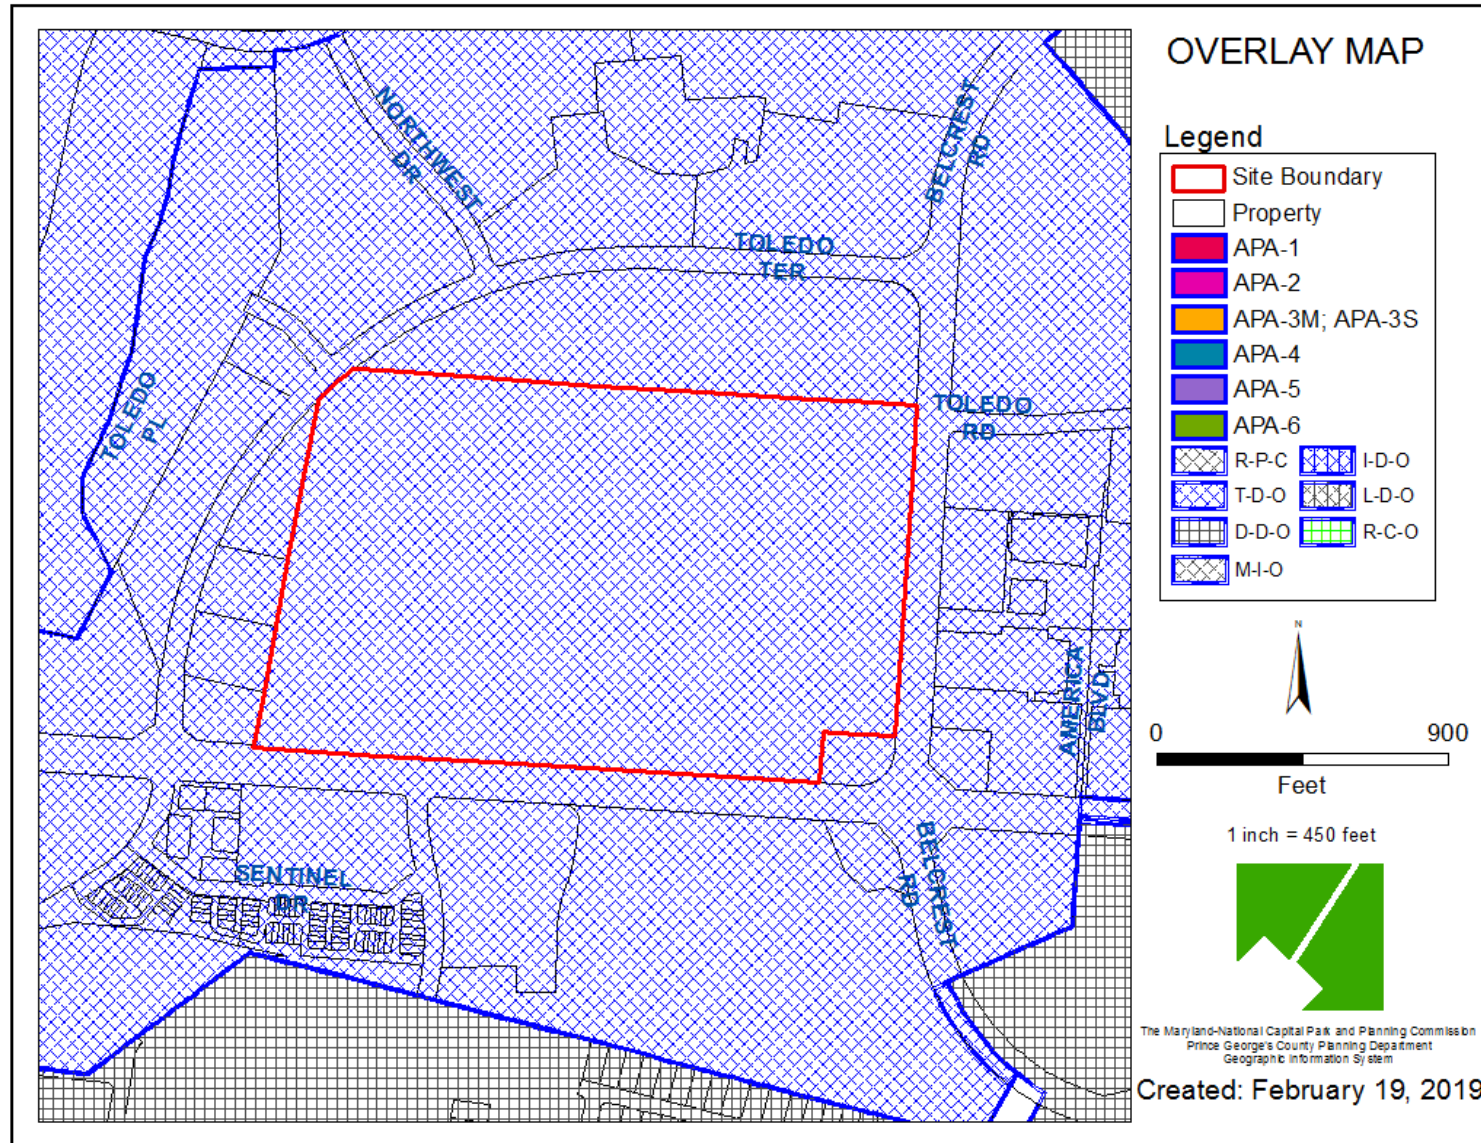 OVERLAY MAP
Legend
Site Boundary
Property
APA-1
APA-2
APA-3M; APA-3S
APA-4
APA-5
APA-6
R-P-C
I-D-O
T-D-O
L-D-O
D-D-O
R-C-O
M-I-O
N
0 900
Feet
1 inch = 450 feet
The Maryland-National Capital Park and Planning Commission
Prince George's County Planning Department
Geographic Information System
Created: February 19, 2019
NORTHWEST
DR
BELCREST
RD
TOLEDO
TER
TOLEDO
PL
TOLEDO
RD
AMERICA
BLVD
SENTINEL
DR
BELCREST
RD